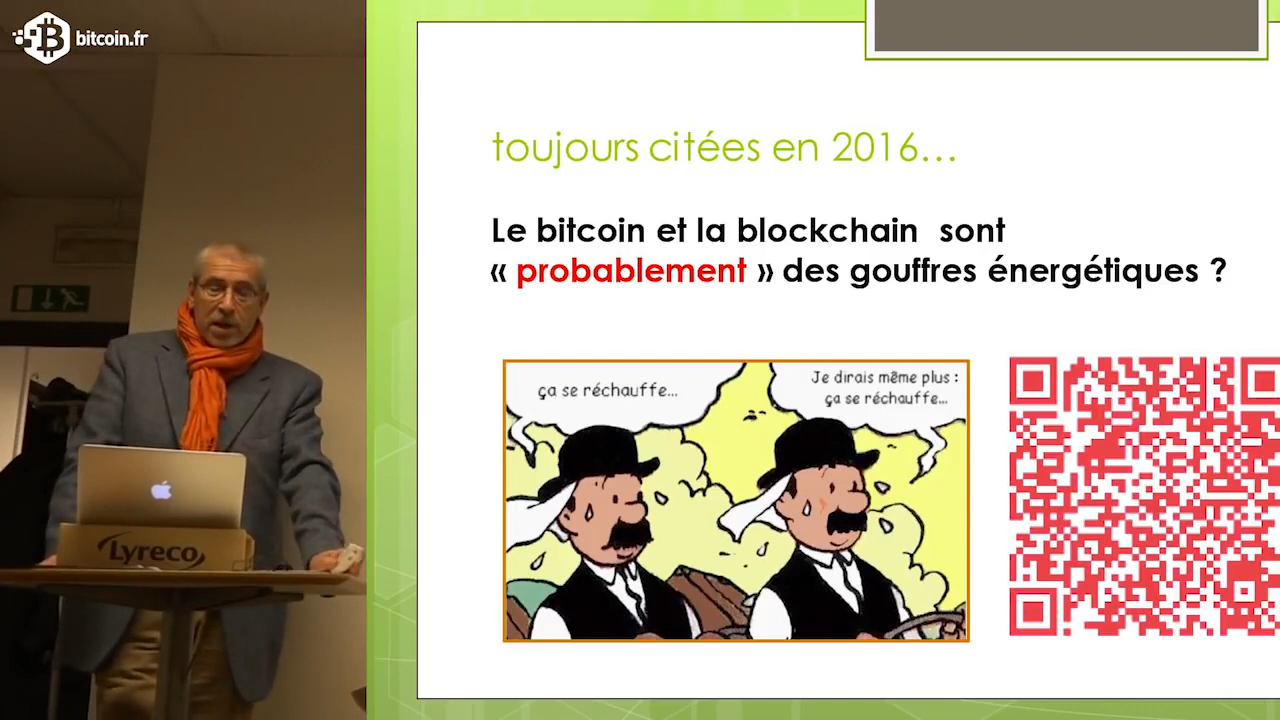 bitcoin.fr
toujours citées en 2016...
Le bitcoin et la blockchain sont
« probablement » des gouffres énergétiques ?
ça se réchauffe...
Je dirais même plus :
ça se réchauffe...
Lyreco